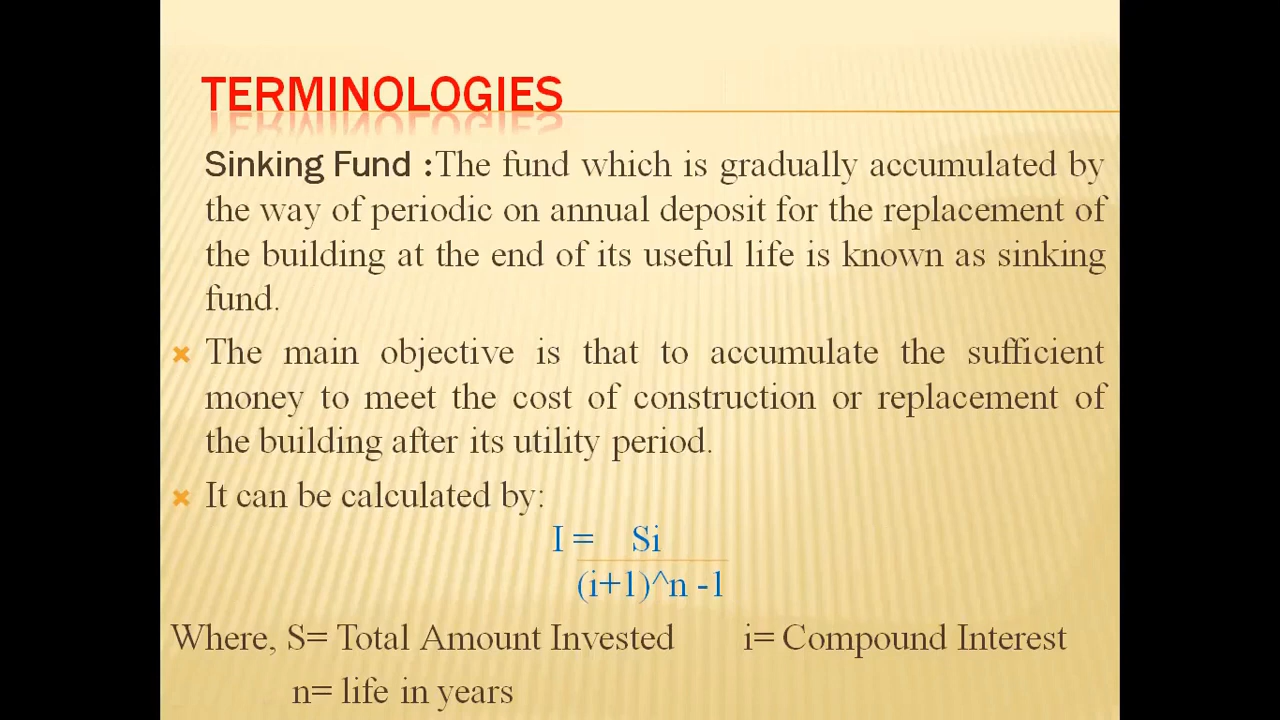 TERMINOLOGIES
Sinking Fund :The fund which is gradually accumulated by
the way of periodic on annual deposit for the replacement of
the building at the end of its useful life is known as sinking
fund.
The main objective is that to accumulate the sufficient
money to meet the cost of construction or replacement of
the building after its utility period.
It can be calculated by:
I = Si
(i+1)^n -1
Where, S= Total Amount Invested i= Compound Interest
n= life in years